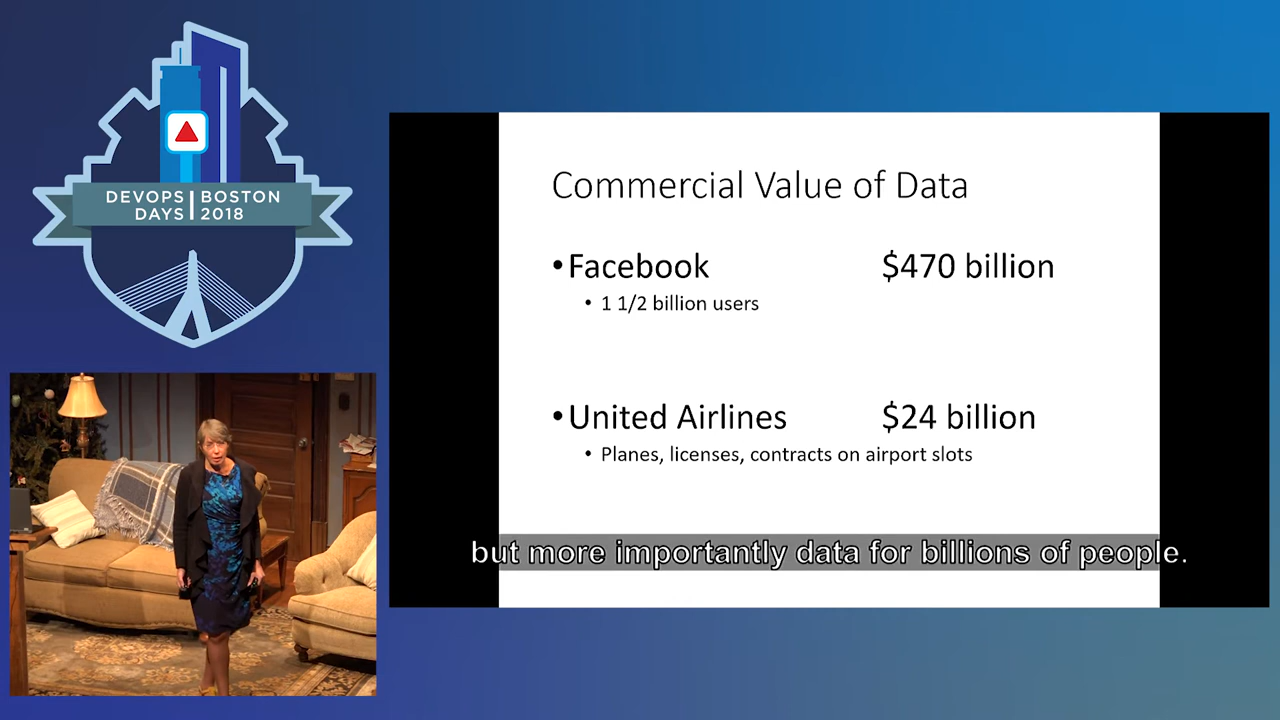 DEVOPS BOSTON
DAYS 2018
Commercial Value of Data
•Facebook $470 billion
• 1 1/2 billion users
•United Airlines $24 billion
• Planes, licenses, contracts on airport slots
but more importantly data for billions of people.